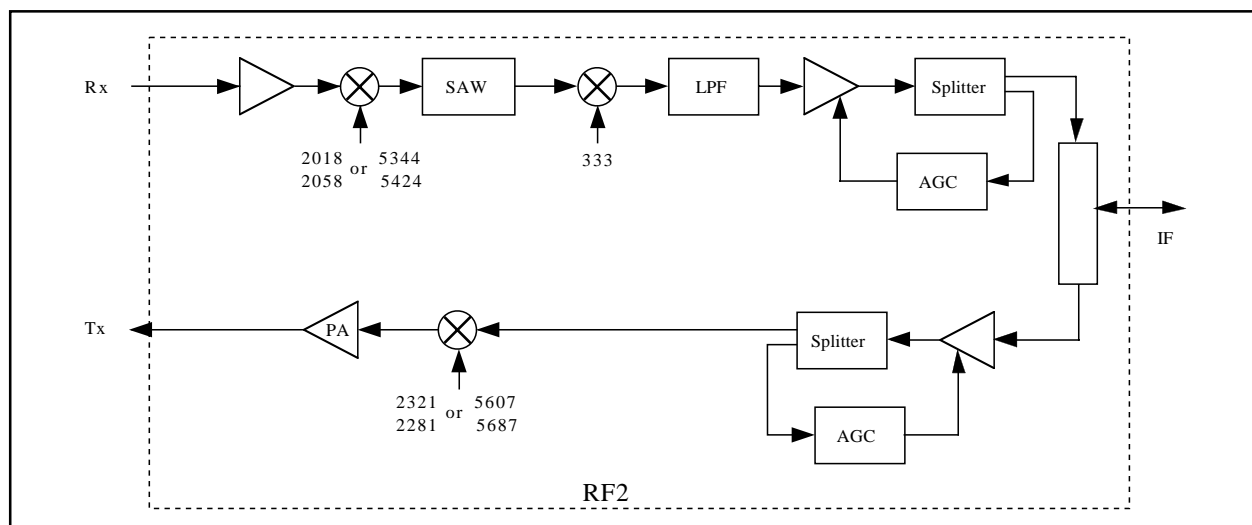 Rx
SAW
LPF
Splitter
2018 or 5344
2058 5424
333
AGC
IF
Tx
PA
Splitter
2321 or 5607
2281 5687
AGC
RF2